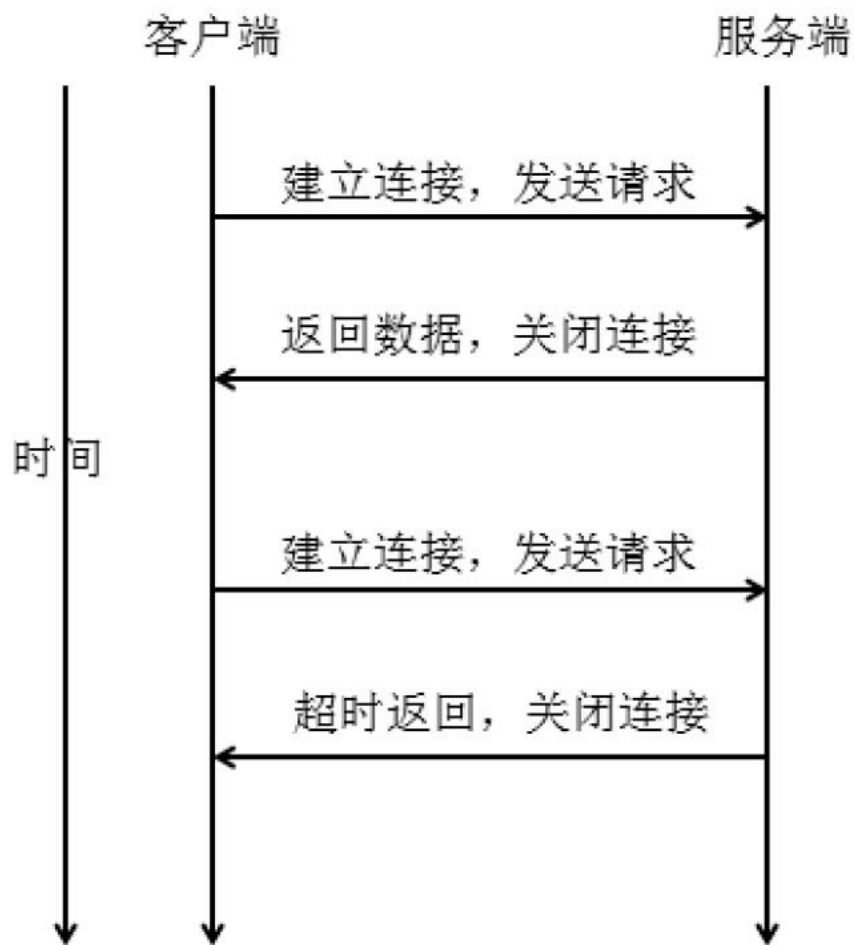 客户端
服务端
建立连接，发送请求
返回数据，关闭连接
时间
建立连接，发送请求
超时返回，关闭连接